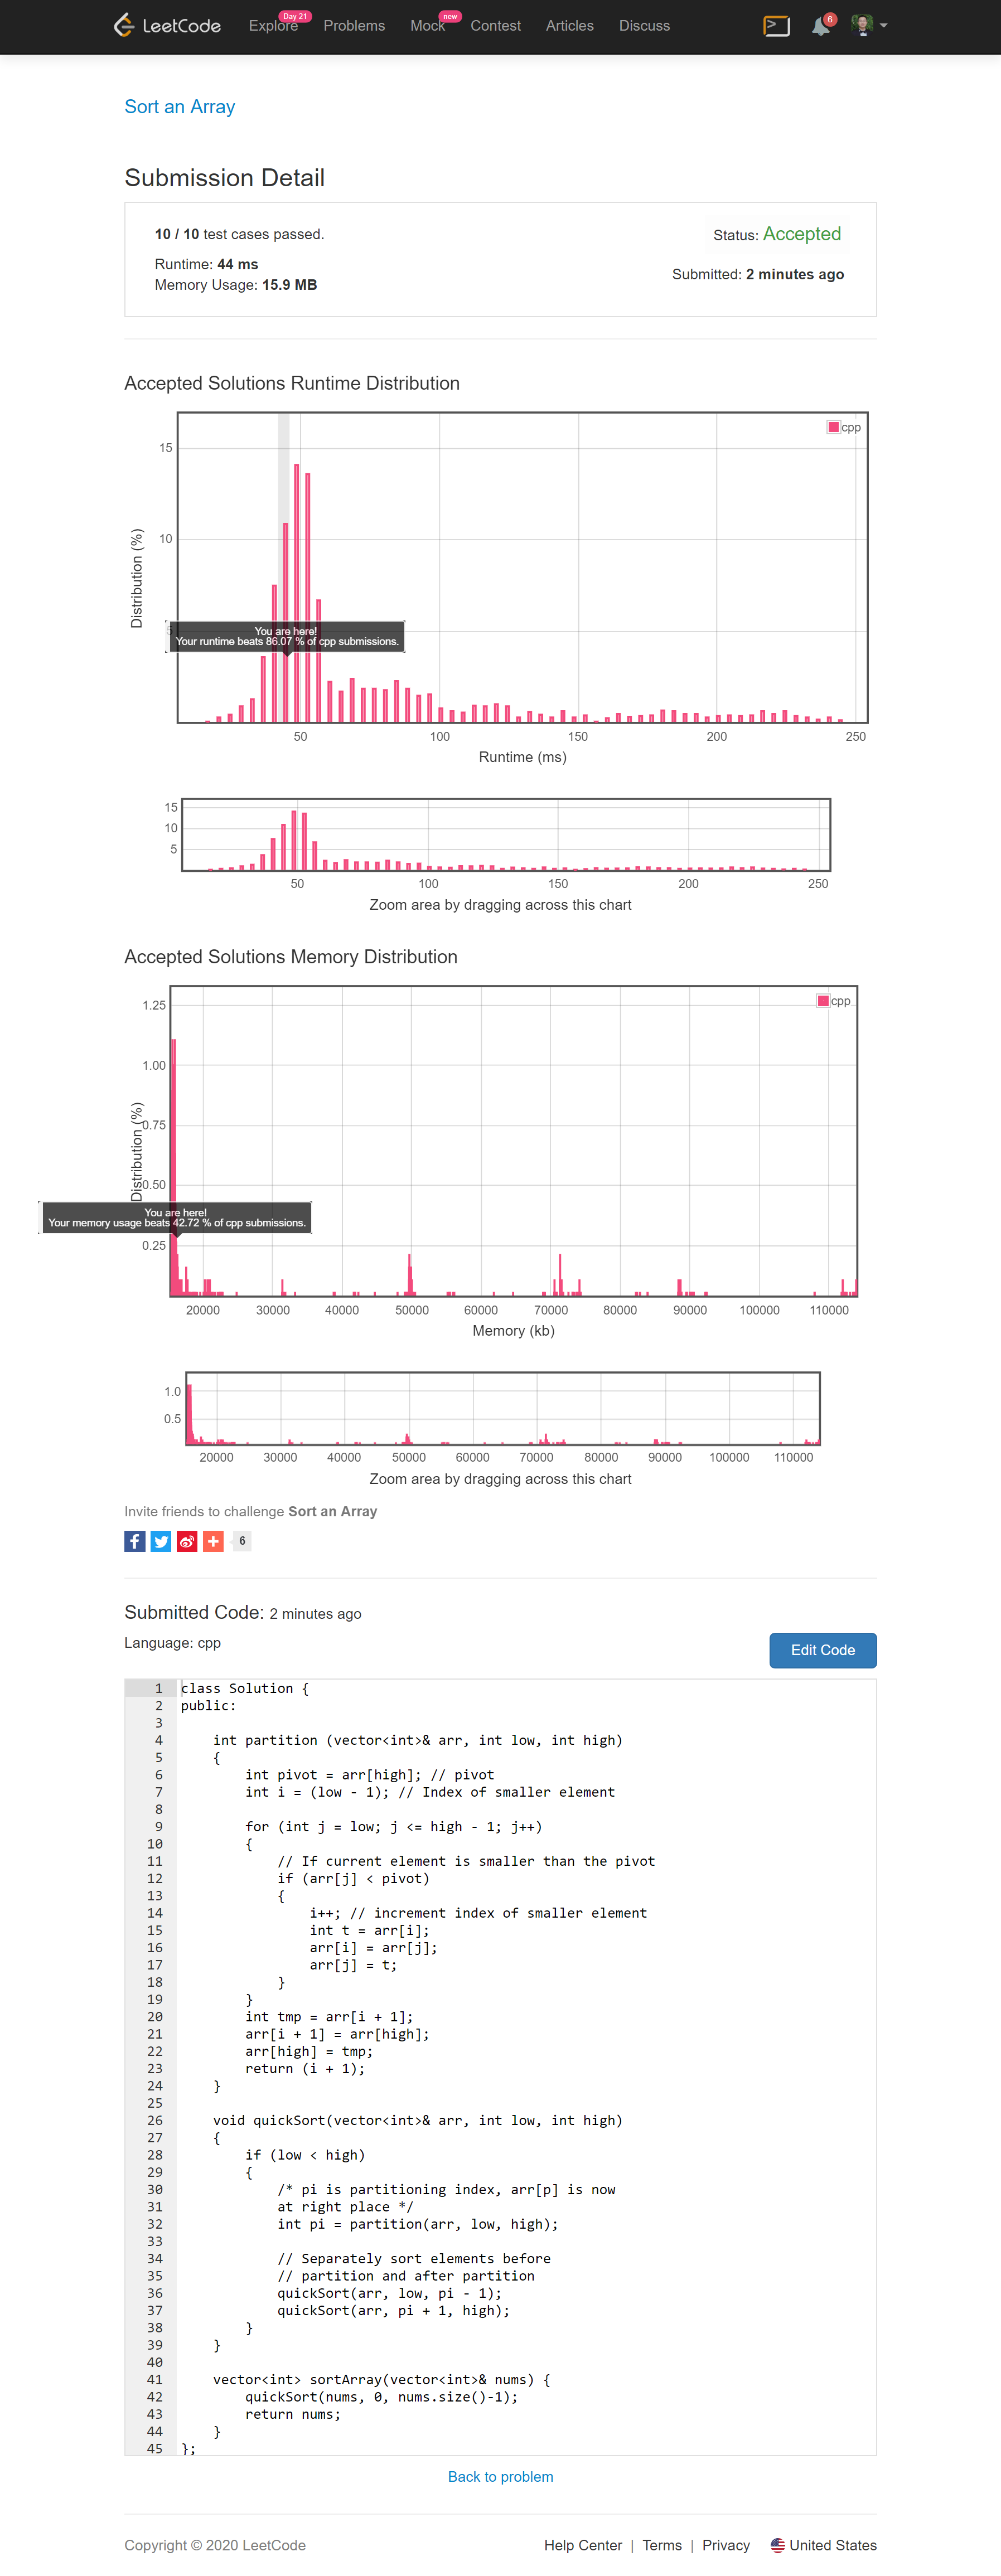 LeetCode
Explore Day 21 Problems Mock new Contest Articles Discuss 6
Sort an Array
Submission Detail
10 / 10 test cases passed.
Status: Accepted
Runtime: 44 ms
Submitted: 2 minutes ago
Memory Usage: 15.9 MB
Accepted Solutions Runtime Distribution
cpp
15
10
5
Distribution (%)
You are here!
Your runtime beats 86.07 % of cpp submissions.
50 100 150 200 250
Runtime (ms)
15
10
5
50 100 150 200 250
Zoom area by dragging across this chart
Accepted Solutions Memory Distribution
cpp
1.25
1.00
0.75
0.50
0.25
Distribution (%)
You are here!
Your memory usage beats 42.72 % of cpp submissions.
20000 30000 40000 50000 60000 70000 80000 90000 100000 110000
Memory (kb)
1.0
0.5
20000 30000 40000 50000 60000 70000 80000 90000 100000 110000
Zoom area by dragging across this chart
Invite friends to challenge Sort an Array
6
Submitted Code: 2 minutes ago
Language: cpp
Edit Code
1 class Solution {
2 public:
3
4     int partition (vector<int>& arr, int low, int high)
5     {
6         int pivot = arr[high]; // pivot
7         int i = (low - 1); // Index of smaller element
8
9         for (int j = low; j <= high - 1; j++)
10         {
11             // If current element is smaller than the pivot
12             if (arr[j] < pivot)
13             {
14                 i++; // increment index of smaller element
15                 int t = arr[i];
16                 arr[i] = arr[j];
17                 arr[j] = t;
18             }
19         }
20         int tmp = arr[i + 1];
21         arr[i + 1] = arr[high];
22         arr[high] = tmp;
23         return (i + 1);
24     }
25
26     void quickSort(vector<int>& arr, int low, int high)
27     {
28         if (low < high)
29         {
30             /* pi is partitioning index, arr[p] is now
31             at right place */
32             int pi = partition(arr, low, high);
33
34             // Separately sort elements before
35             // partition and after partition
36             quickSort(arr, low, pi - 1);
37             quickSort(arr, pi + 1, high);
38         }
39     }
40
41     vector<int> sortArray(vector<int>& nums) {
42         quickSort(nums, 0, nums.size()-1);
43         return nums;
44     }
45 };
Back to problem
Copyright © 2020 LeetCode
Help Center | Terms | Privacy United States